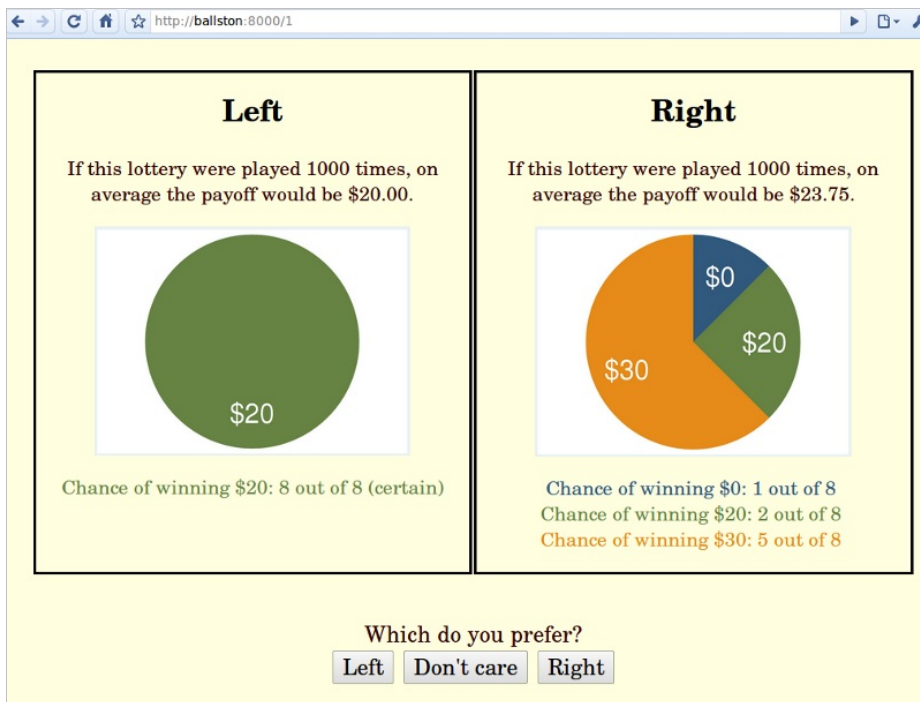 http://ballston:8000/1
Left
If this lottery were played 1000 times, on
average the payoff would be $20.00.
$20
Chance of winning $20: 8 out of 8 (certain)
Right
If this lottery were played 1000 times, on
average the payoff would be $23.75.
$0
$20
$30
Chance of winning $0: 1 out of 8
Chance of winning $20: 2 out of 8
Chance of winning $30: 5 out of 8
Which do you prefer?
Left Don't care Right